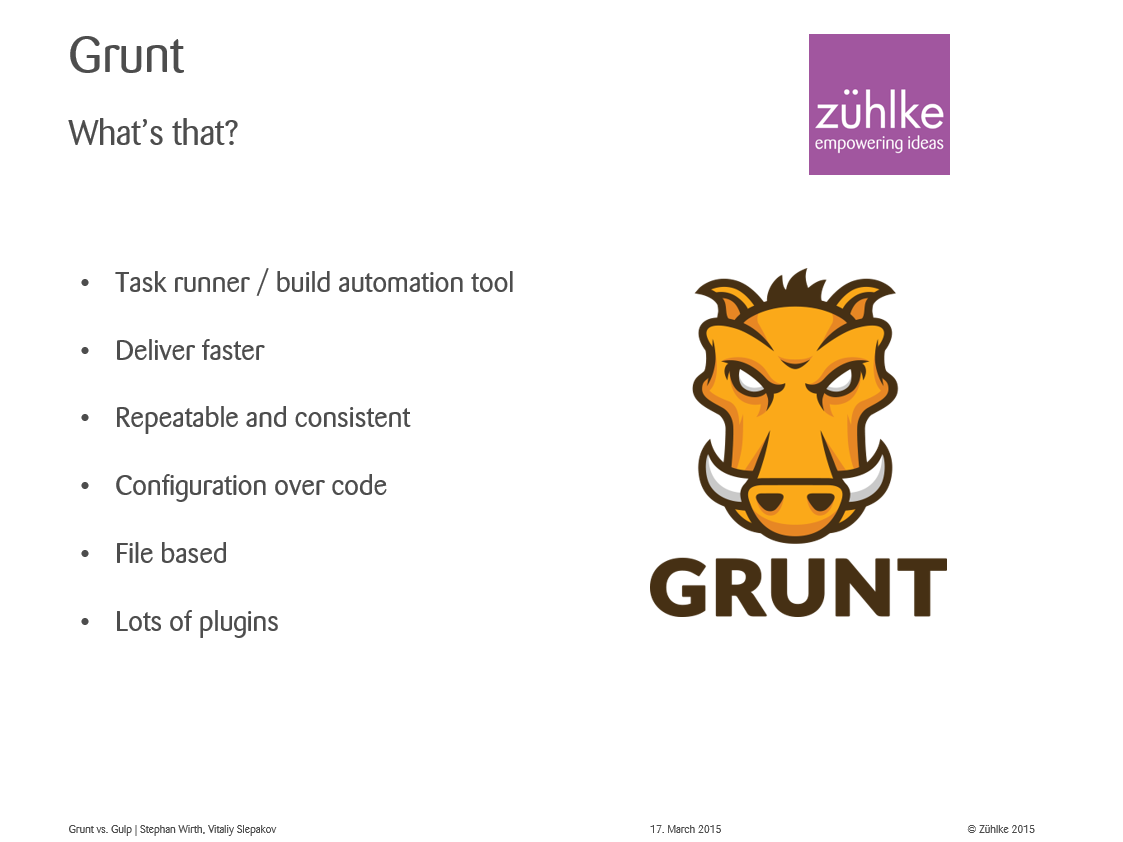 Grunt
What’s that?
zühlke
empowering ideas
• Task runner / build automation tool
• Deliver faster
• Repeatable and consistent
• Configuration over code
• File based
• Lots of plugins
GRUNT
Grunt vs. Gulp | Stephan Wirth, Vitaliy Slepakov
17. March 2015
© Zühlke 2015